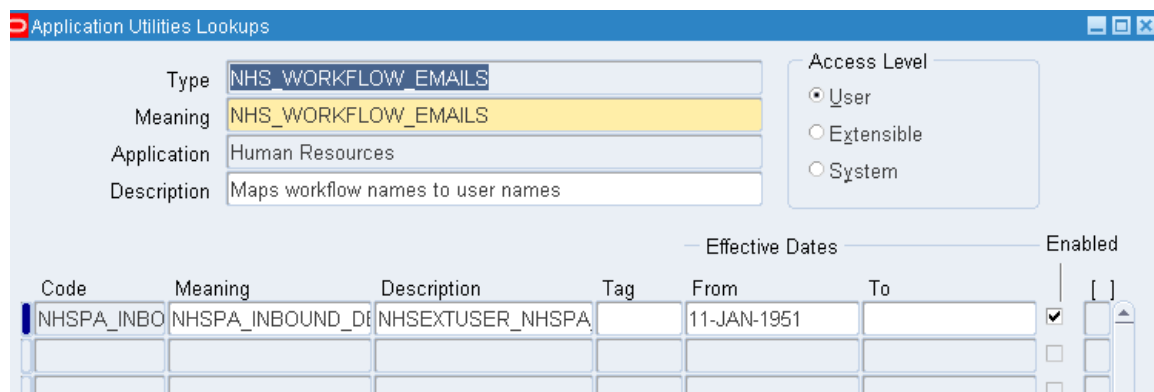 Application Utilities Lookups
Access Level
Type NHS_WORKFLOW_EMAILS
User
Meaning NHS_WORKFLOW_EMAILS
Extensible
Application Human Resources
System
Description Maps workflow names to user names
Effective Dates Enabled
Code Meaning Description Tag From To [ ]
NHSPA_INBO NHSPA_INBOUND_DE NHSEXTUSER_NHSPA_ 11-JAN-1951